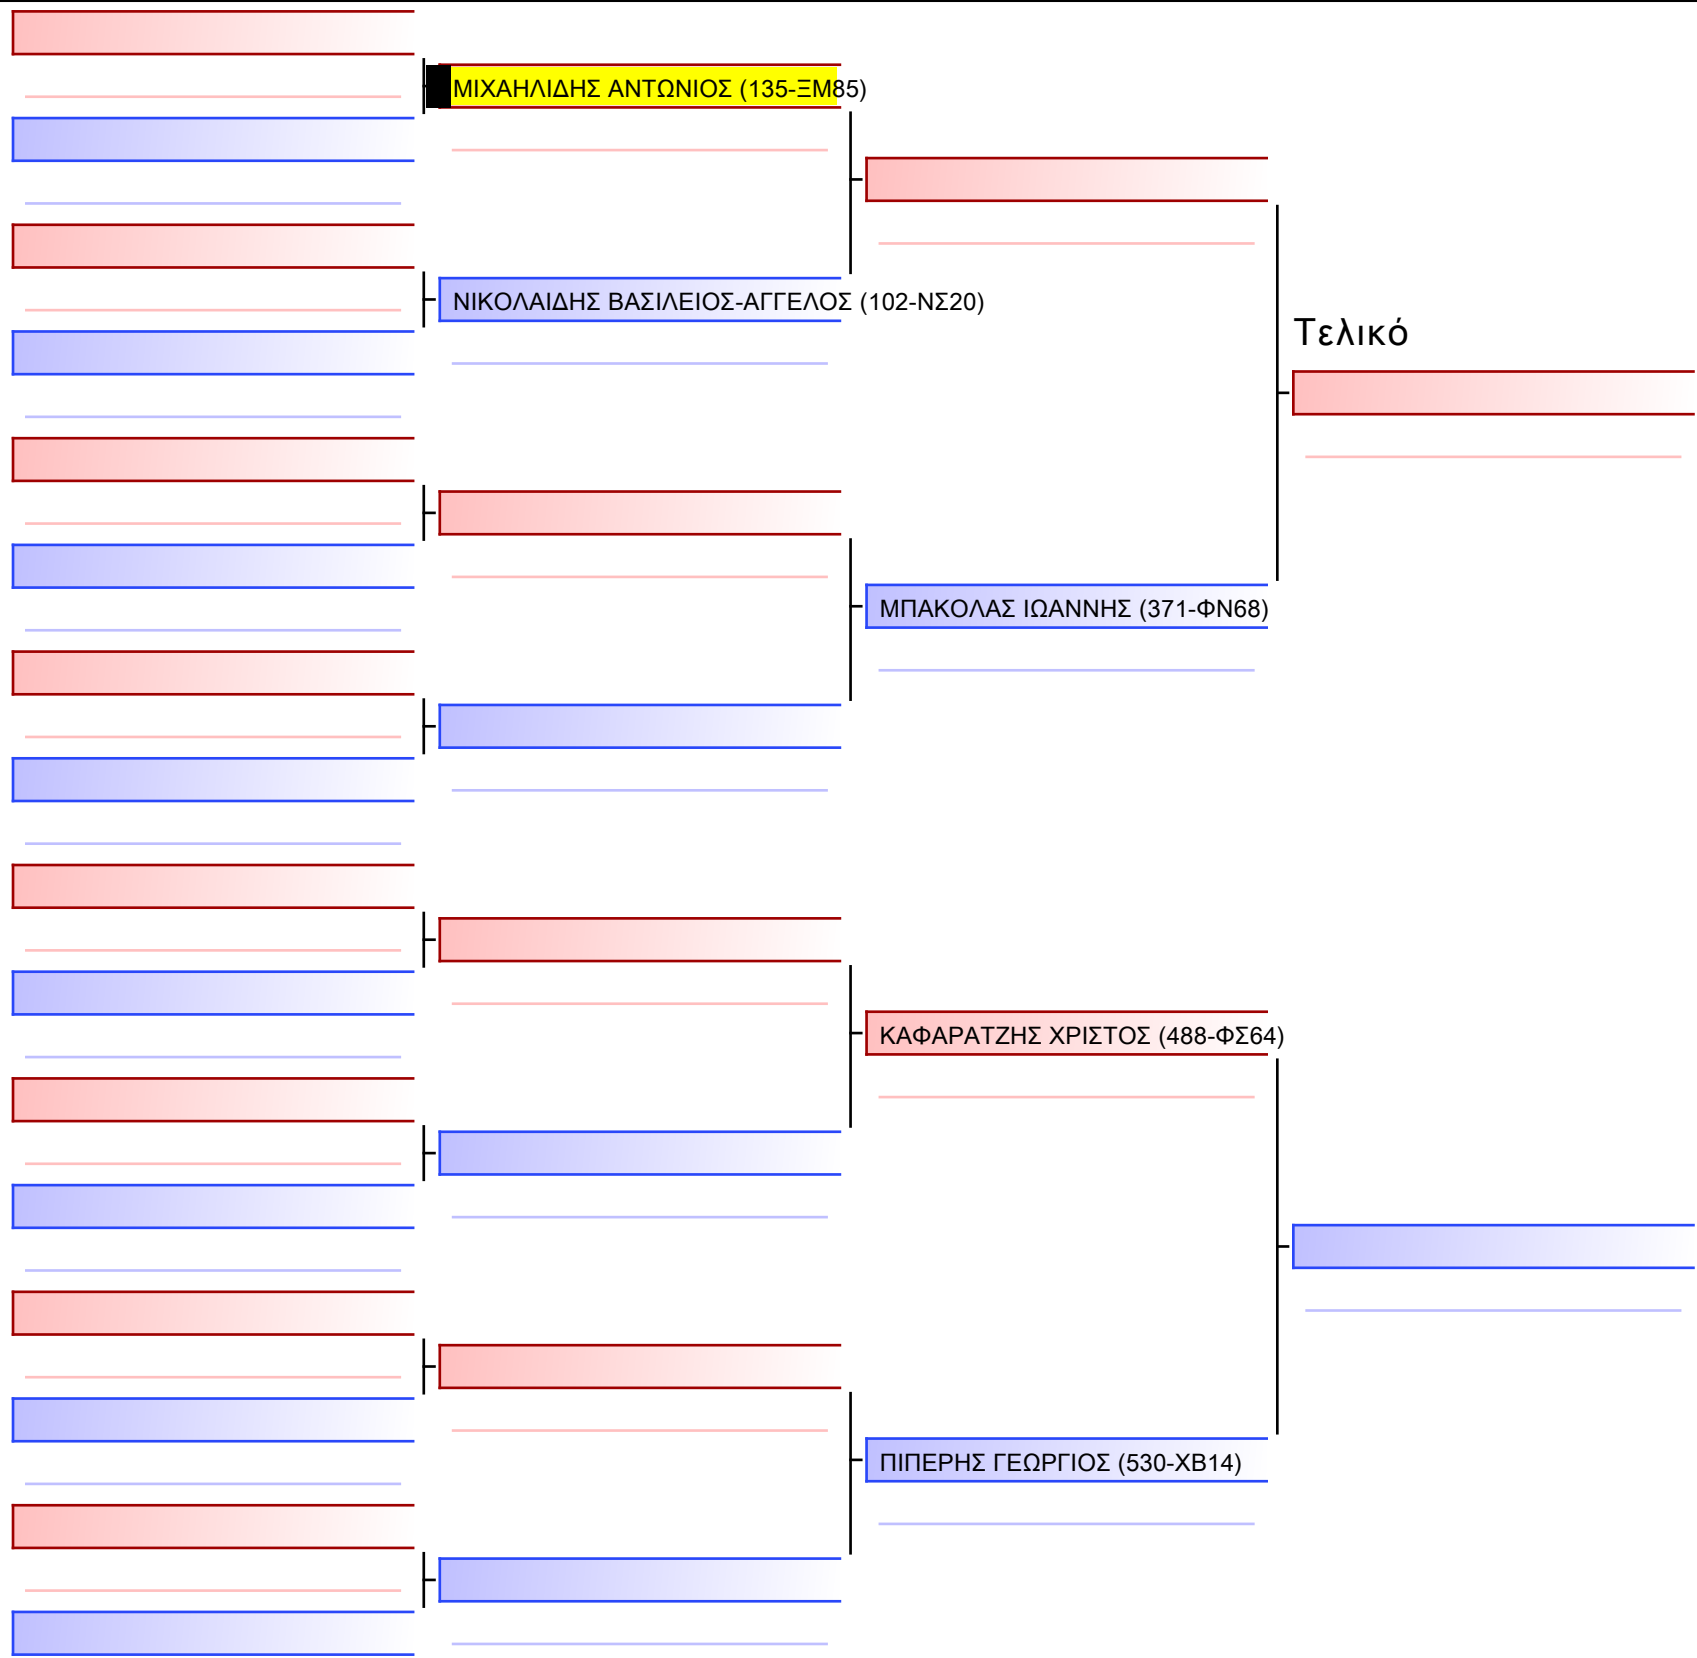 ΜΙΧΑΗΛΙΔΗΣ ΑΝΤΩΝΙΟΣ (135-ΞΜ85)
ΝΙΚΟΛΑΙΔΗΣ ΒΑΣΙΛΕΙΟΣ-ΑΓΓΕΛΟΣ (102-ΝΣ20)
Τελικό
ΜΠΑΚΟΛΑΣ ΙΩΑΝΝΗΣ (371-ΦΝ68)
ΚΑΦΑΡΑΤΖΗΣ ΧΡΙΣΤΟΣ (488-ΦΣ64)
ΠΙΠΕΡΗΣ ΓΕΩΡΓΙΟΣ (530-ΧΒ14)